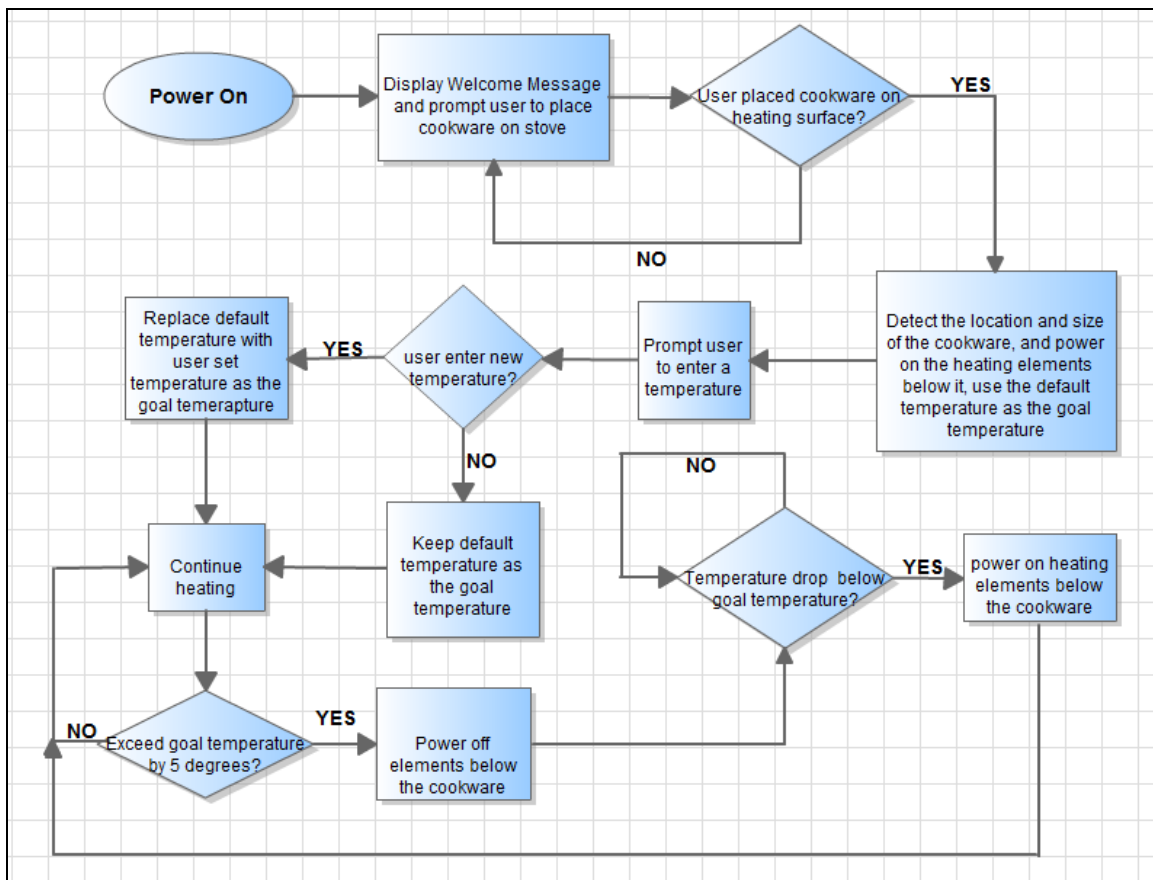 Power On
Display Welcome Message
and prompt user to place
cookware on stove
User placed cookware on
heating surface?
YES
NO
Detect the location and size
of the cookware, and power
on the heating elements
below it, use the default
temperature as the goal
temperature
Prompt user
to enter a
temperature
user enter new
temperature?
YES
Replace default
temperature with
user set
temperature as the
goal temerapture
NO
Keep default
temperature as
the goal
temperature
Continue
heating
Exceed goal temperature
by 5 degrees?
NO
YES
Power off
elements below
the cookware
Temperature drop below
goal temperature?
NO
YES
power on heating
elements below
the cookware